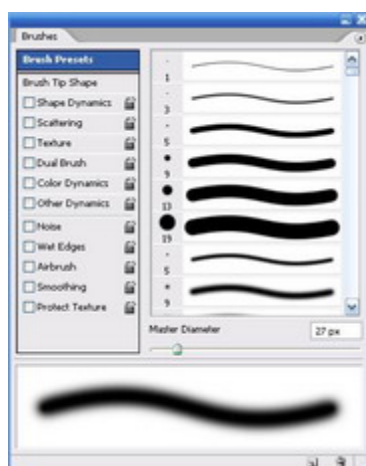 Brushes
Brush Presets
Brush Tip Shape
Shape Dynamics
Scattering
Texture
Dual Brush
Color Dynamics
Other Dynamics
Noise
Wet Edges
Airbrush
Smoothing
Protect Texture
1
3
5
9
13
19
5
9
Master Diameter
27 px